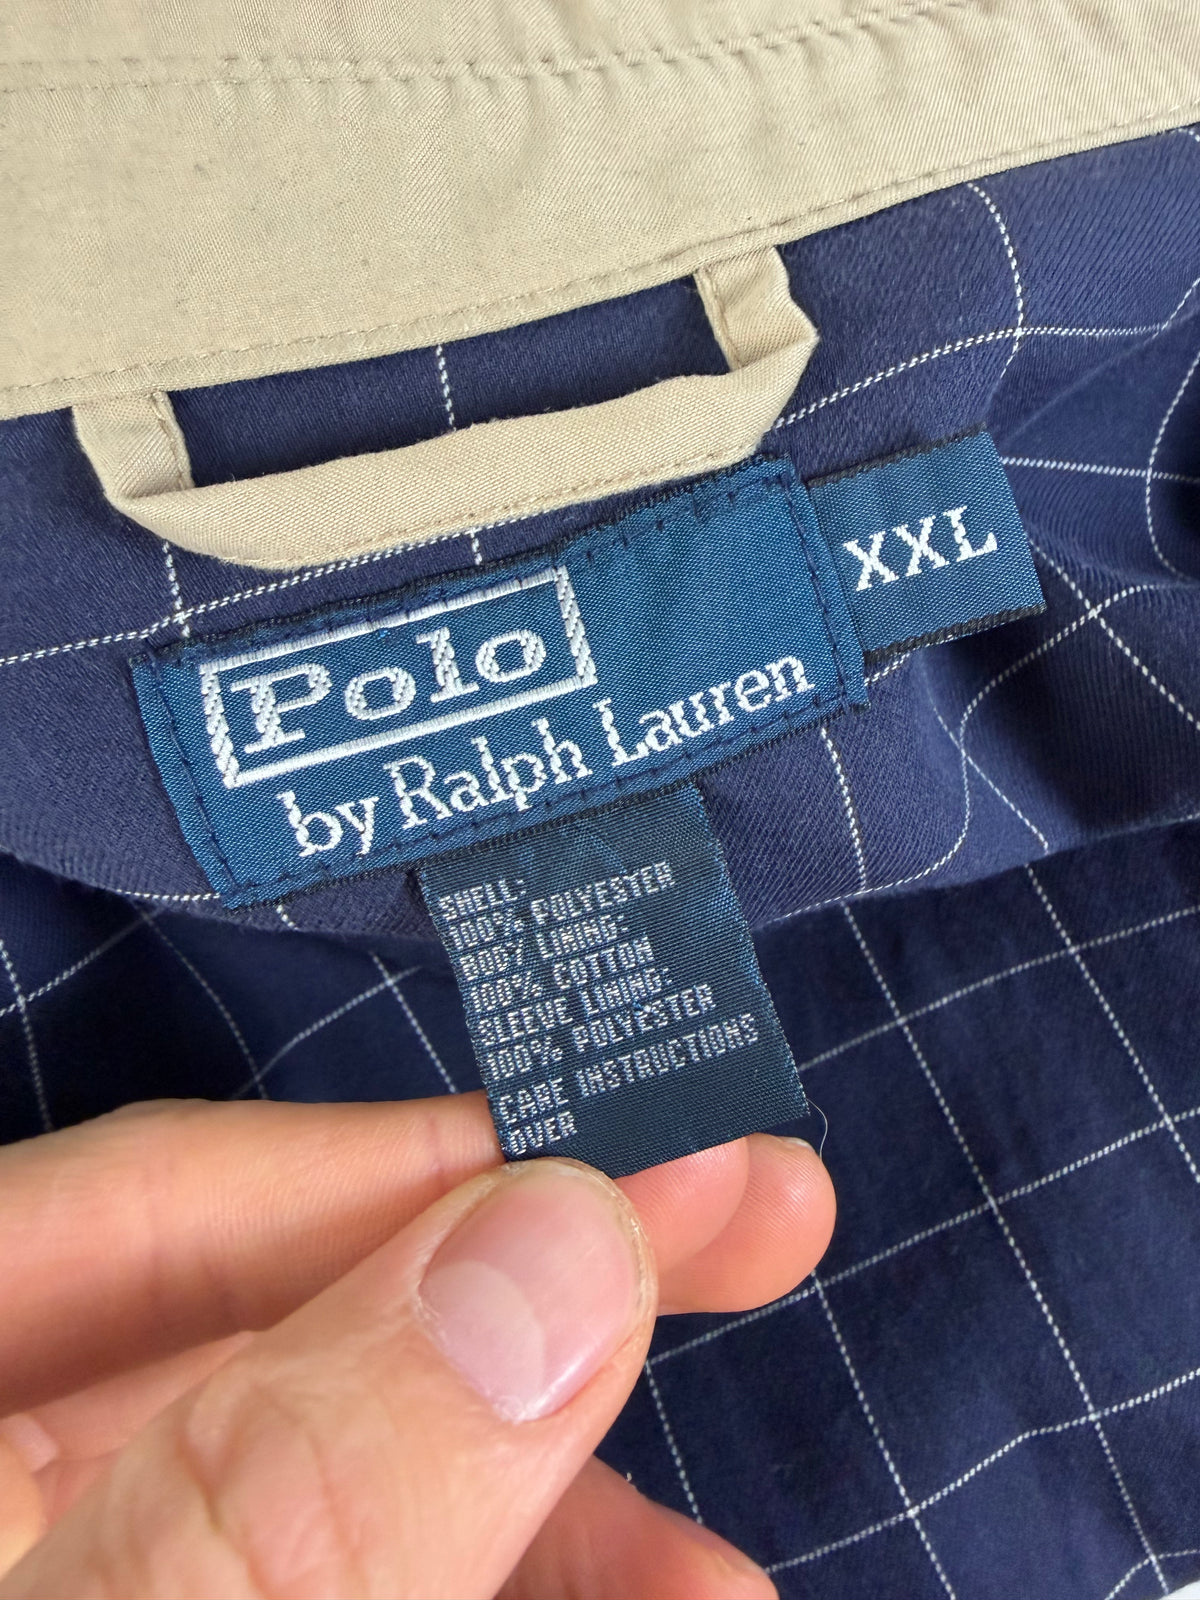 Polo
by Ralph Lauren
XXL
SHELL:
100% POLYESTER
BODY LINING:
100% COTTON
SLEEVE LINING:
100% POLYESTER
CARE INSTRUCTIONS
OVER